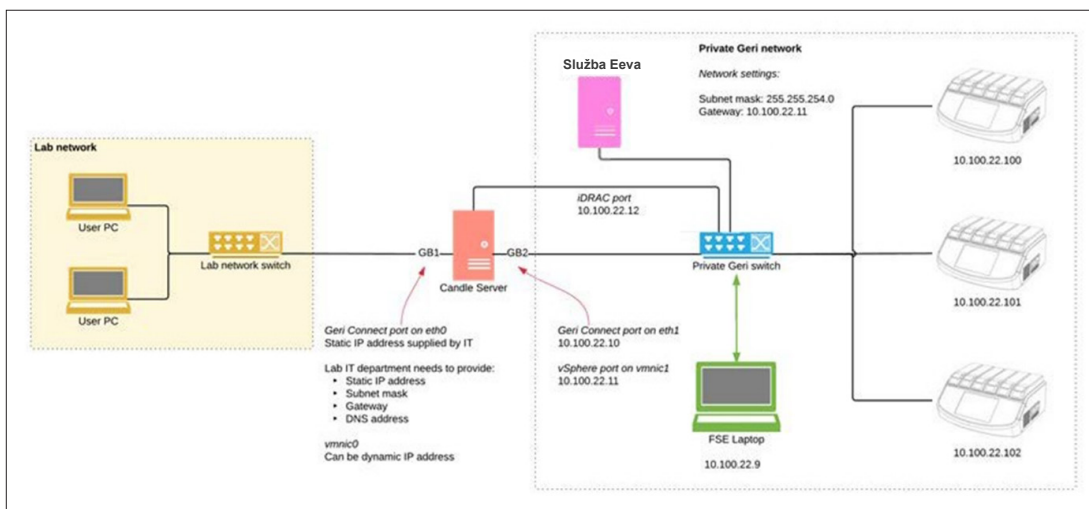 Lab network
User PC
User PC
Lab network switch
GB1
Candle Server
GB2
Geri Connect port on eth0
Static IP address supplied by IT
Lab IT department needs to provide:
• Static IP address
• Subnet mask
• Gateway
• DNS address
vmnic0
Can be dynamic IP address
Služba Eeva
Private Geri network
Network settings:
Subnet mask: 255.255.254.0
Gateway: 10.100.22.11
iDRAC port
10.100.22.12
Private Geri switch
Geri Connect port on eth1
10.100.22.10
vSphere port on vmnic1
10.100.22.11
FSE Laptop
10.100.22.9
10.100.22.100
10.100.22.101
10.100.22.102